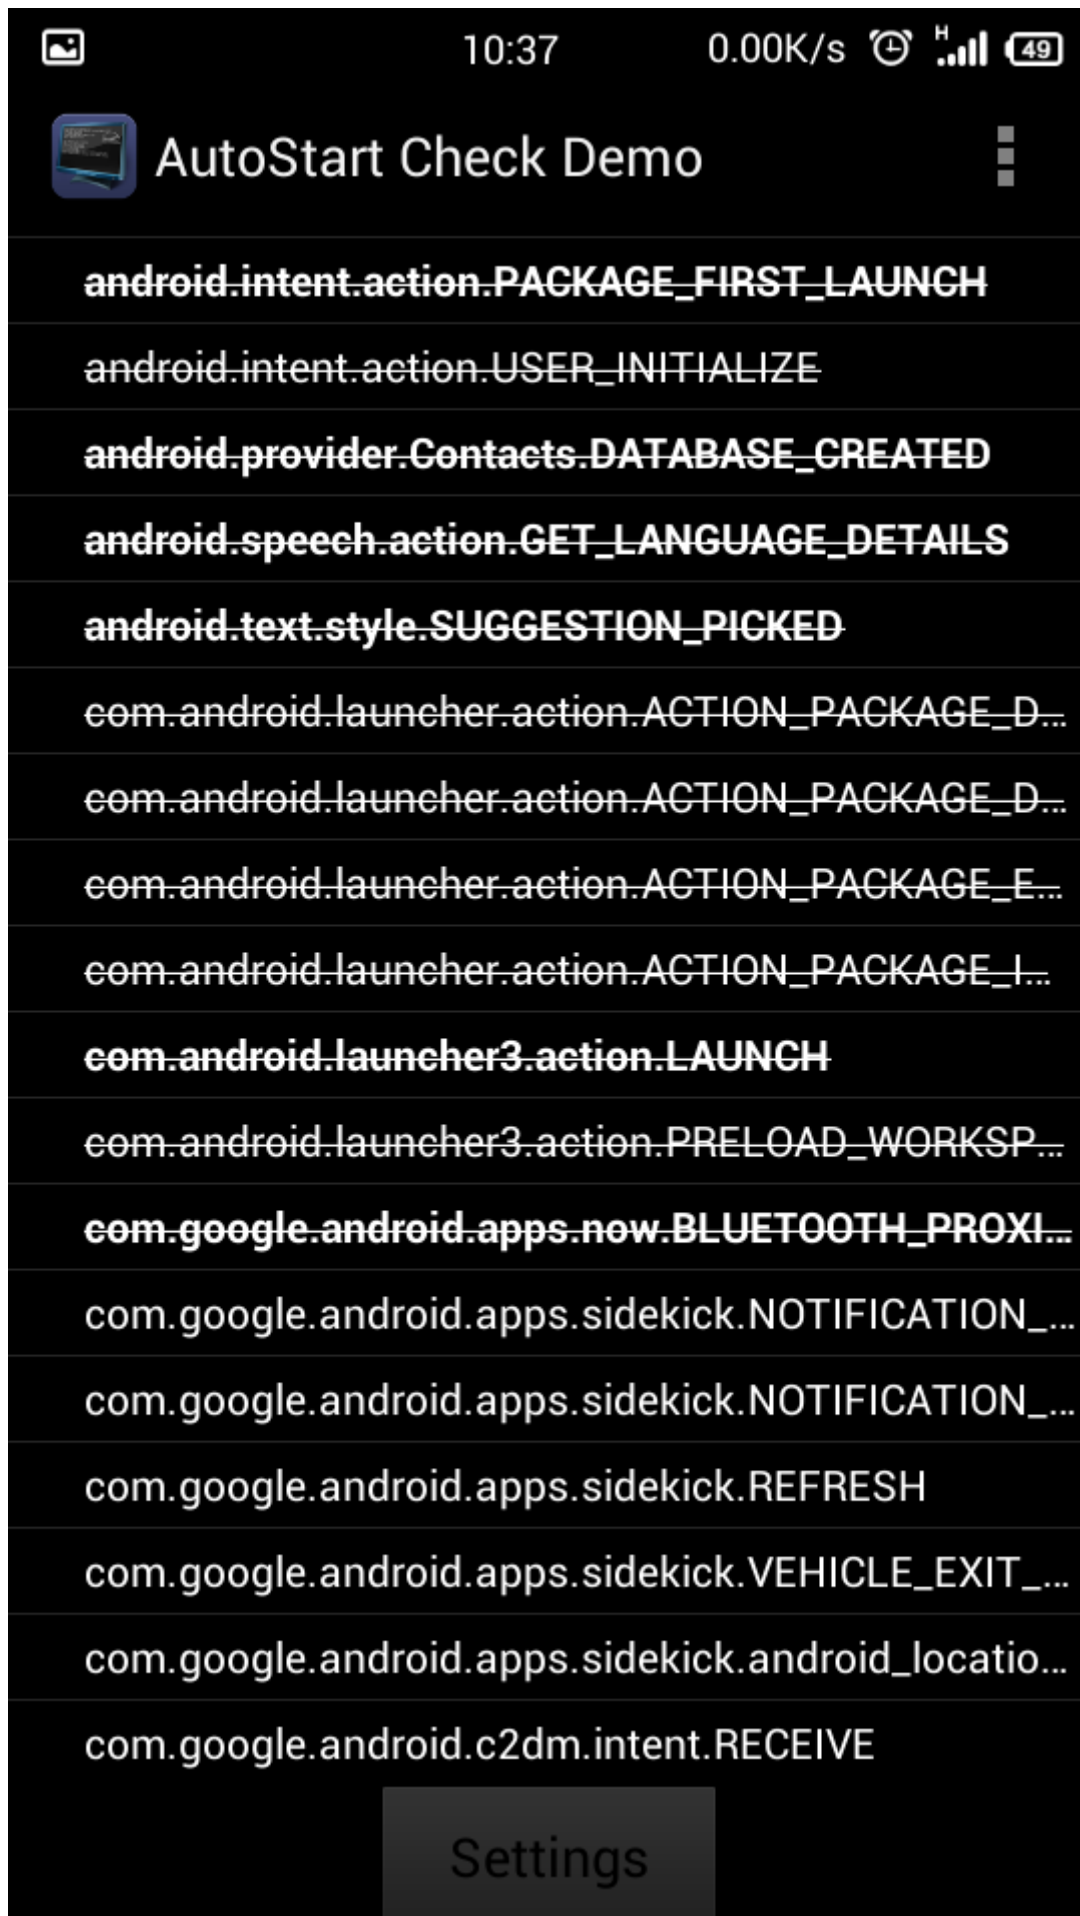 10:37 0.00K/s H 49
AutoStart Check Demo
android.intent.action.PACKAGE_FIRST_LAUNCH
android.intent.action.USER_INITIALIZE
android.provider.Contacts.DATABASE_CREATED
android.speech.action.GET_LANGUAGE_DETAILS
android.text.style.SUGGESTION_PICKED
com.android.launcher.action.ACTION_PACKAGE_D...
com.android.launcher.action.ACTION_PACKAGE_D...
com.android.launcher.action.ACTION_PACKAGE_E...
com.android.launcher.action.ACTION_PACKAGE_I...
com.android.launcher3.action.LAUNCH
com.android.launcher3.action.PRELOAD_WORKSP...
com.google.android.apps.now.BLUETOOTH_PROXI...
com.google.android.apps.sidekick.NOTIFICATION_...
com.google.android.apps.sidekick.NOTIFICATION_...
com.google.android.apps.sidekick.REFRESH
com.google.android.apps.sidekick.VEHICLE_EXIT_...
com.google.android.apps.sidekick.android_locatio...
com.google.android.c2dm.intent.RECEIVE
Settings